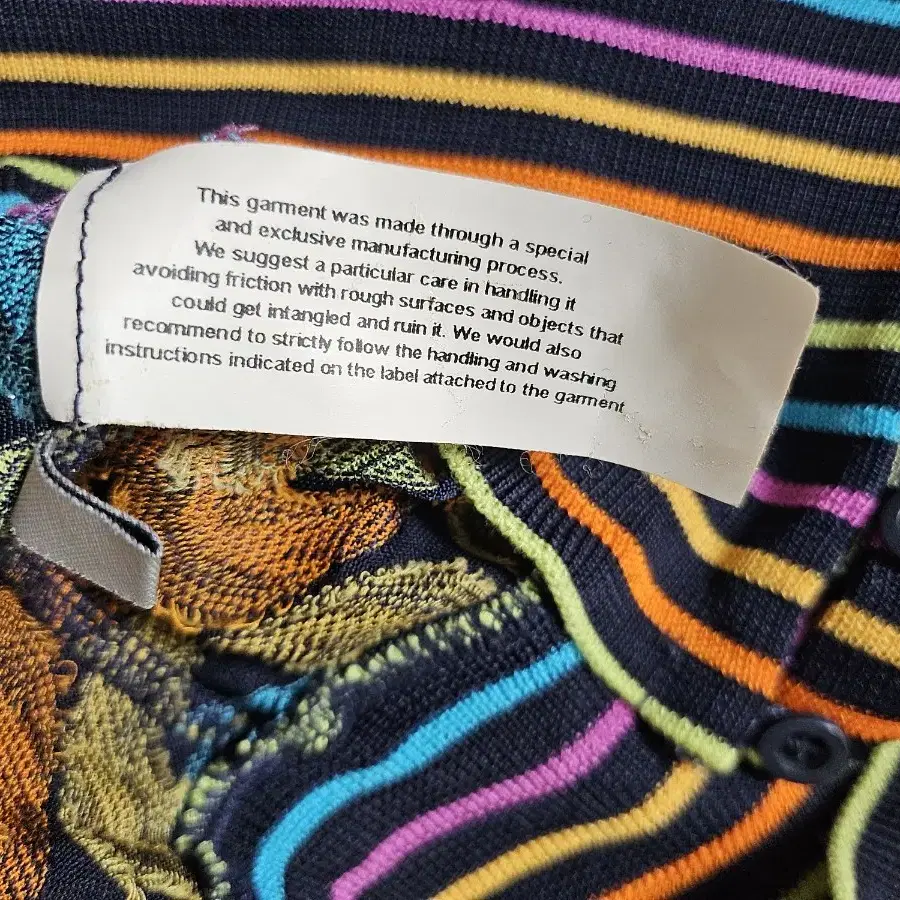 This garment was made through a special
and exclusive manufacturing process.
We suggest a particular care in handling it
avoiding friction with rough surfaces and objects that
could get intangled and ruin it. We would also
recommend to strictly follow the handling and washing
instructions indicated on the label attached to the garment